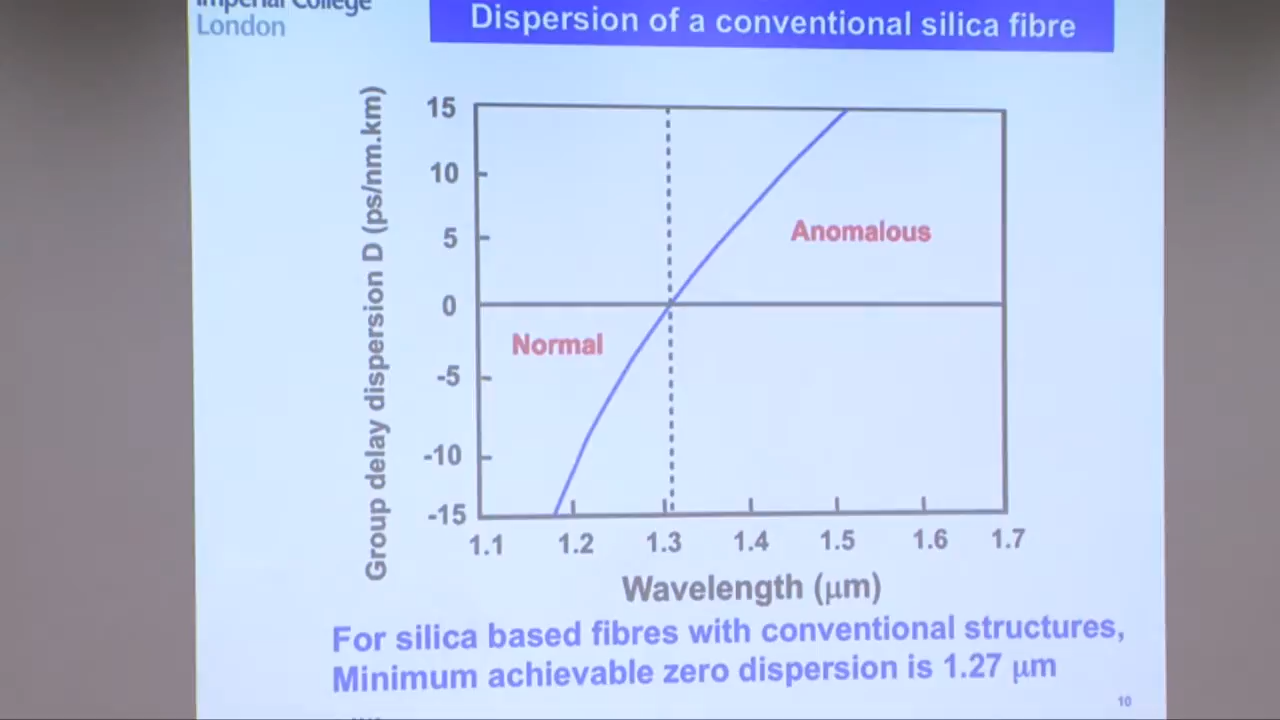 Imperial College
London
Dispersion of a conventional silica fibre
Group delay dispersion D (ps/nm.km)
15
10
5
0
-5
-10
-15
Anomalous
Normal
1.1 1.2 1.3 1.4 1.5 1.6 1.7
Wavelength (μm)
For silica based fibres with conventional structures,
Minimum achievable zero dispersion is 1.27 μm
10